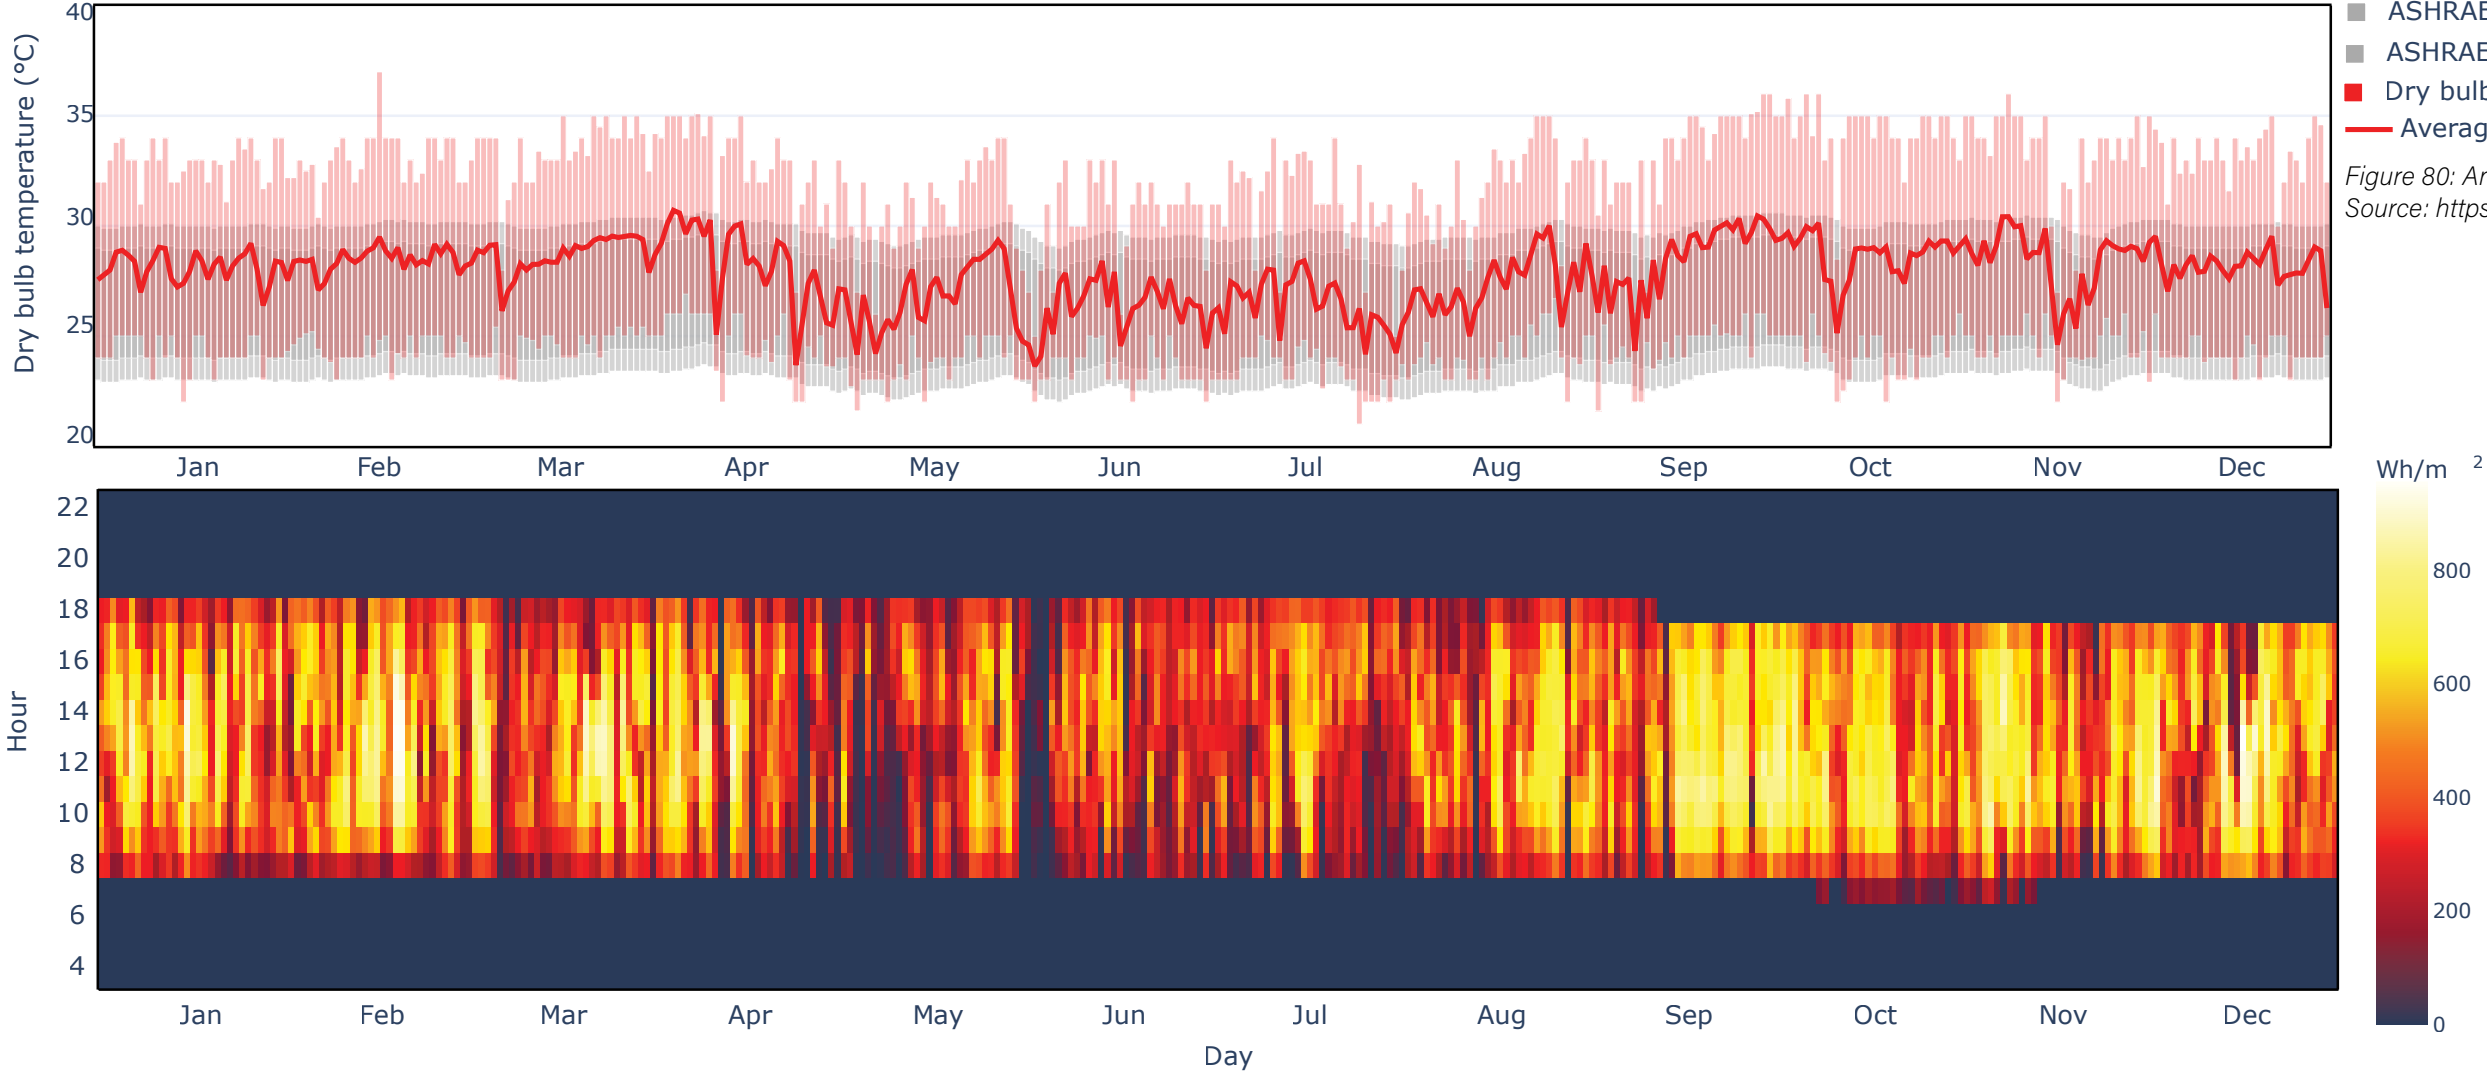 Dry bulb temperature (°C)
40
35
30
25
20
Jan Feb Mar Apr May Jun Jul Aug Sep Oct Nov Dec
ASHRAE
ASHRAE
Dry bulb
Averag
Figure 80: An
Source: https
Hour
22
20
18
16
14
12
10
8
6
4
Jan Feb Mar Apr May Jun Jul Aug Sep Oct Nov Dec
Day
Wh/m 2
800
600
400
200
0